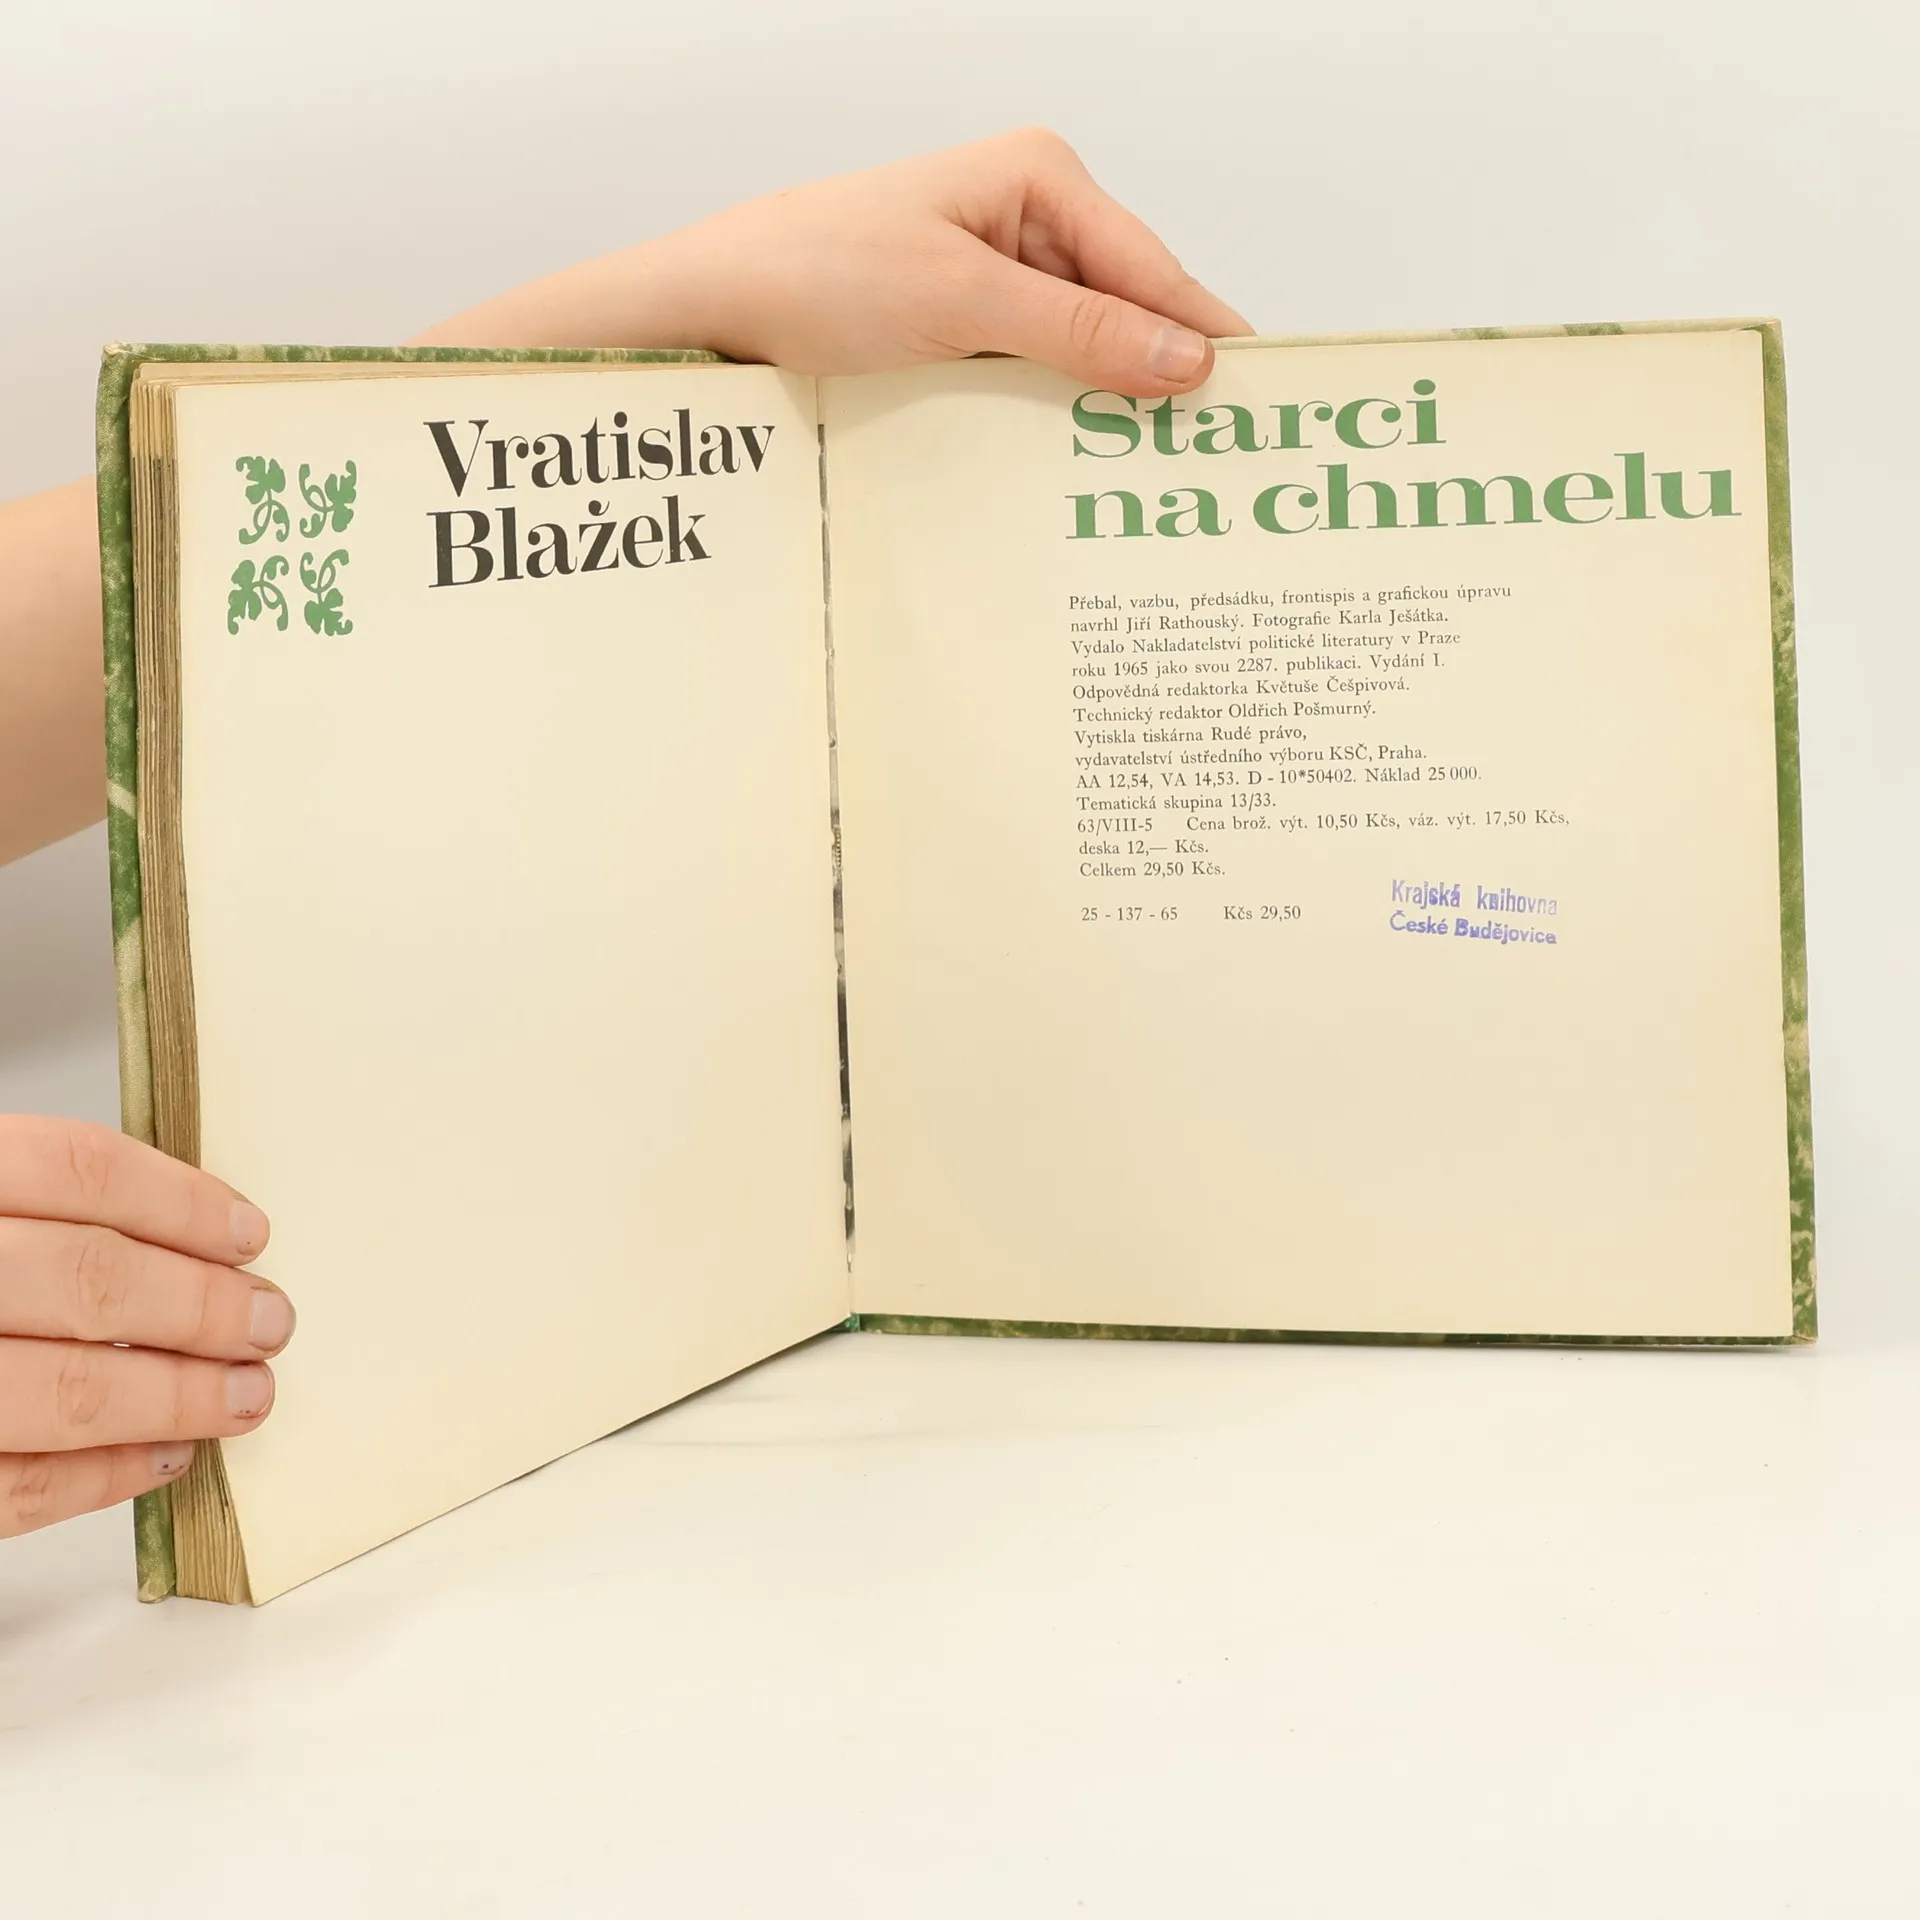 Vratislav
Blažek
Starci
na chmelu
Přebal, vazbu, předsádku, frontispis a grafickou úpravu
navrhl Jiří Rathouský. Fotografie Karla Ješátka.
Vydalo Nakladatelství politické literatury v Praze
roku 1965 jako svou 2287. publikaci. Vydání I.
Odpovědná redaktorka Květuše Češpivová.
Technický redaktor Oldřich Pošmurný.
Vytiskla tiskárna Rudé právo,
vydavatelství ústředního výboru KSČ, Praha.
AA 12,54, VA 14,53. D - 10*50402. Náklad 25 000.
Tematická skupina 13/33.
63/VIII-5 Cena brož. výt. 10,50 Kčs, váz. výt. 17,50 Kčs,
deska 12,— Kčs.
Celkem 29,50 Kčs.
25 - 137 - 65 Kčs 29,50
Krajská knihovna
České Budějovice